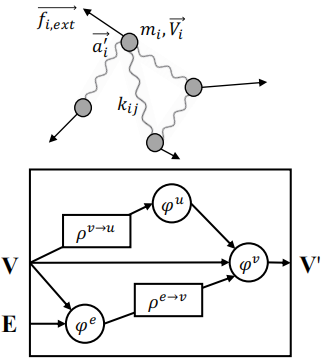 $\overrightarrow{f_{i,ext}}$
$m_i, \overrightarrow{V_i}$
$\overrightarrow{a_i'}$
$k_{ij}$
$\varphi^u$
$\rho^{v \to u}$
V $\varphi^v$ V'
$\rho^{e \to v}$
E $\varphi^e$